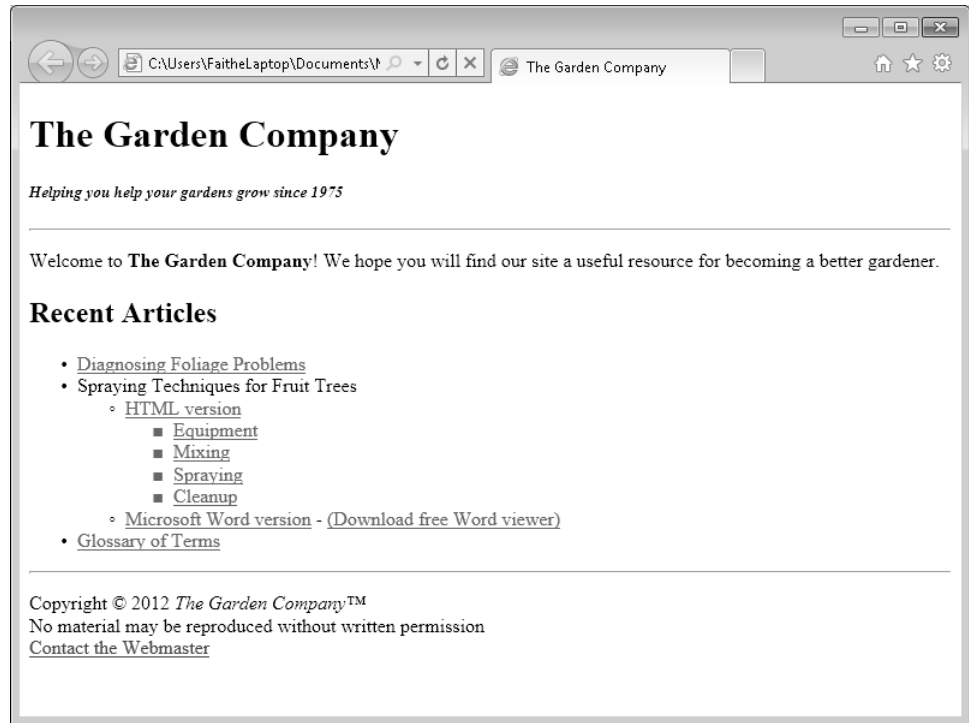 C:\Users\FaitheLaptop\Documents\
The Garden Company
The Garden Company
Helping you help your gardens grow since 1975
Welcome to The Garden Company! We hope you will find our site a useful resource for becoming a better gardener.
Recent Articles
• Diagnosing Foliage Problems
• Spraying Techniques for Fruit Trees
◦ HTML version
▪ Equipment
▪ Mixing
▪ Spraying
▪ Cleanup
◦ Microsoft Word version - (Download free Word viewer)
• Glossary of Terms
Copyright © 2012 The Garden Company™
No material may be reproduced without written permission
Contact the Webmaster